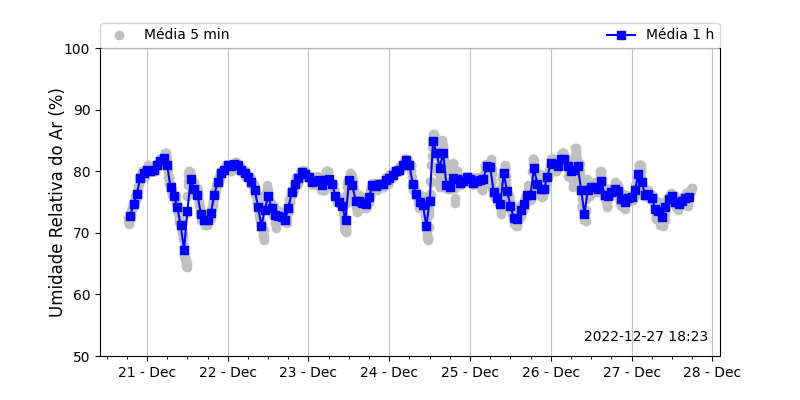 Média 5 min Média 1 h
Umidade Relativa do Ar (%)
100
90
80
70
60
50
2022-12-27 18:23
21 - Dec 22 - Dec 23 - Dec 24 - Dec 25 - Dec 26 - Dec 27 - Dec 28 - Dec